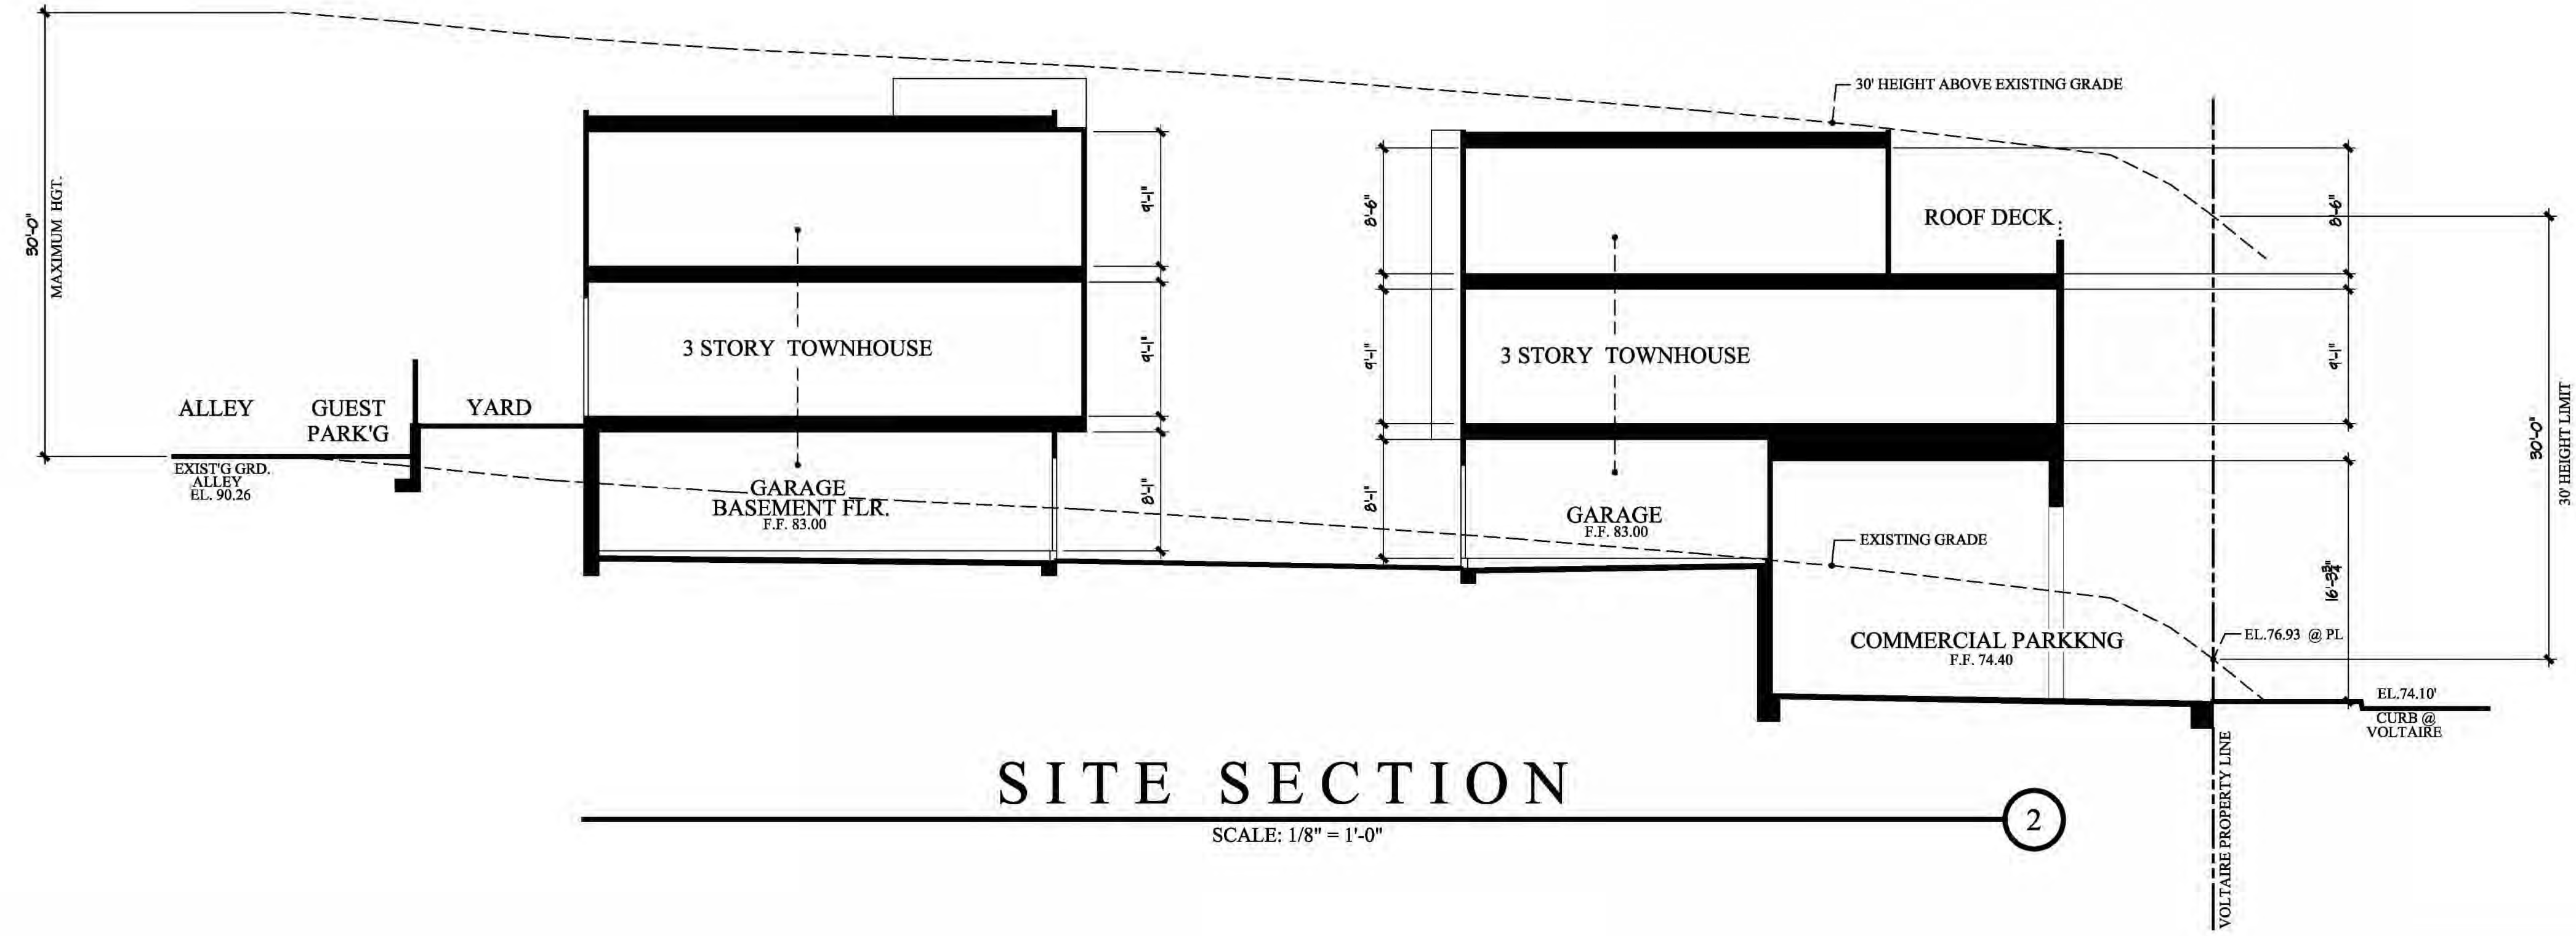 30' HEIGHT ABOVE EXISTING GRADE
30'-0"
MAXIMUM HGT.
9'-1"
8'-6"
ROOF DECK
8'-6"
3 STORY TOWNHOUSE
9'-1"
9'-1"
3 STORY TOWNHOUSE
9'-1"
30'-0"
30' HEIGHT LIMIT
ALLEY
GUEST
PARK'G
YARD
EXIST'G GRD.
ALLEY
EL. 90.26
GARAGE
BASEMENT FLR.
F.F. 83.00
8'-1"
8'-1"
GARAGE
F.F. 83.00
EXISTING GRADE
16'-3¾"
COMMERCIAL PARKKNG
F.F. 74.40
EL.76.93 @ PL
EL.74.10'
CURB @
VOLTAIRE
VOLTAIRE PROPERTY LINE
SITE SECTION
2
SCALE: 1/8" = 1'-0"